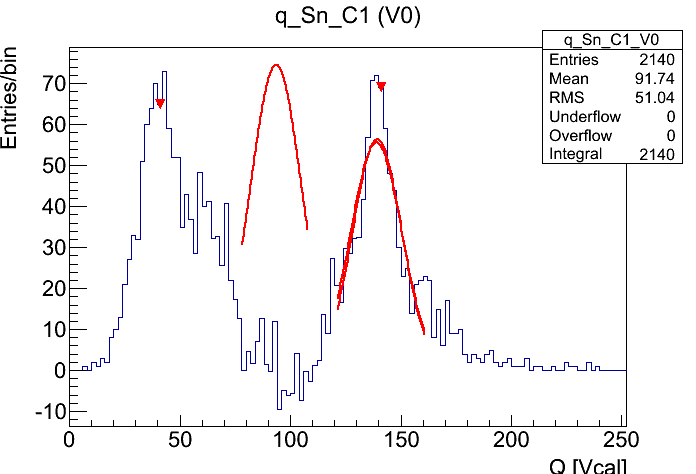 q_Sn_C1 (V0)
q_Sn_C1_V0
Entries 2140
Mean 91.74
RMS 51.04
Underflow 0
Overflow 0
Integral 2140
Entries/bin
70
60
50
40
30
20
10
0
-10
0 50 100 150 200 250
Q [Vcal]